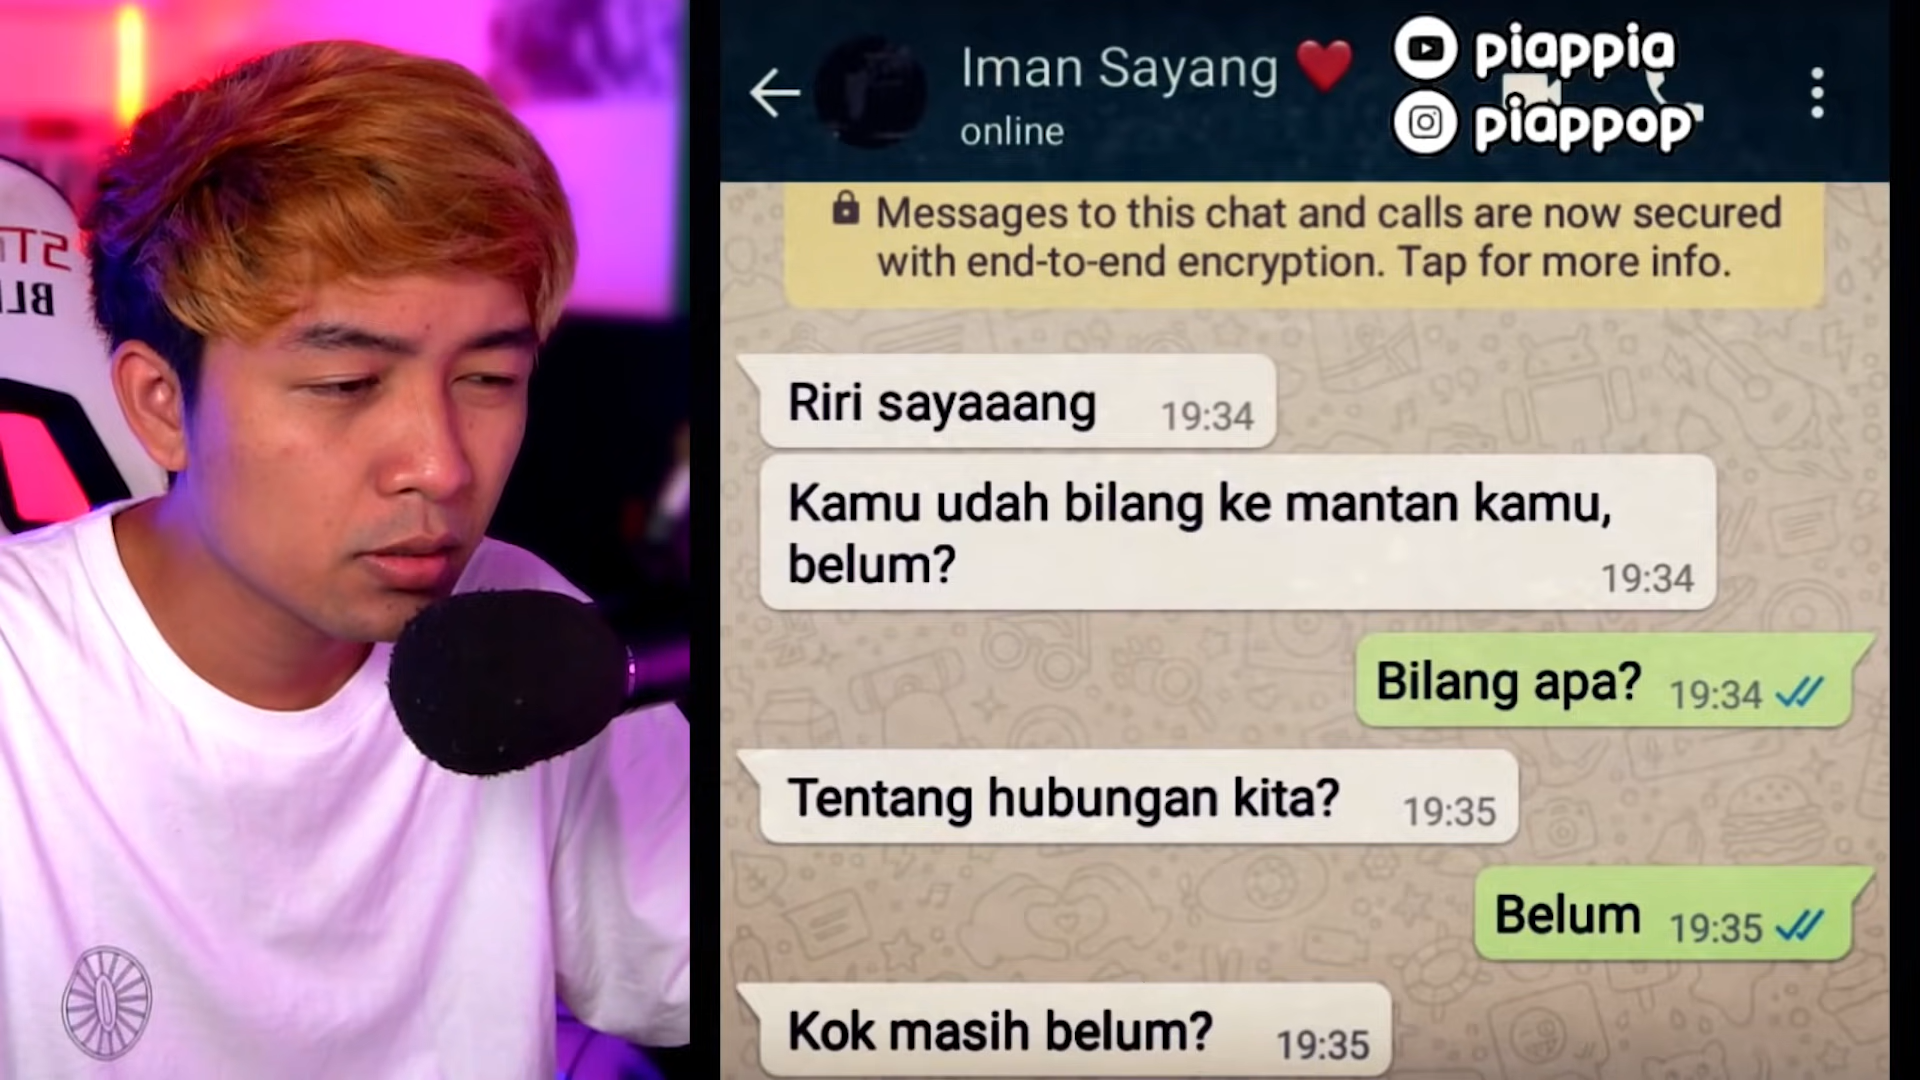 Iman Sayang ❤️
online
piappia
piappop
Messages to this chat and calls are now secured
with end-to-end encryption. Tap for more info.
Riri sayaaang 19:34
Kamu udah bilang ke mantan kamu,
belum? 19:34
Bilang apa? 19:34
Tentang hubungan kita? 19:35
Belum 19:35
Kok masih belum? 19:35